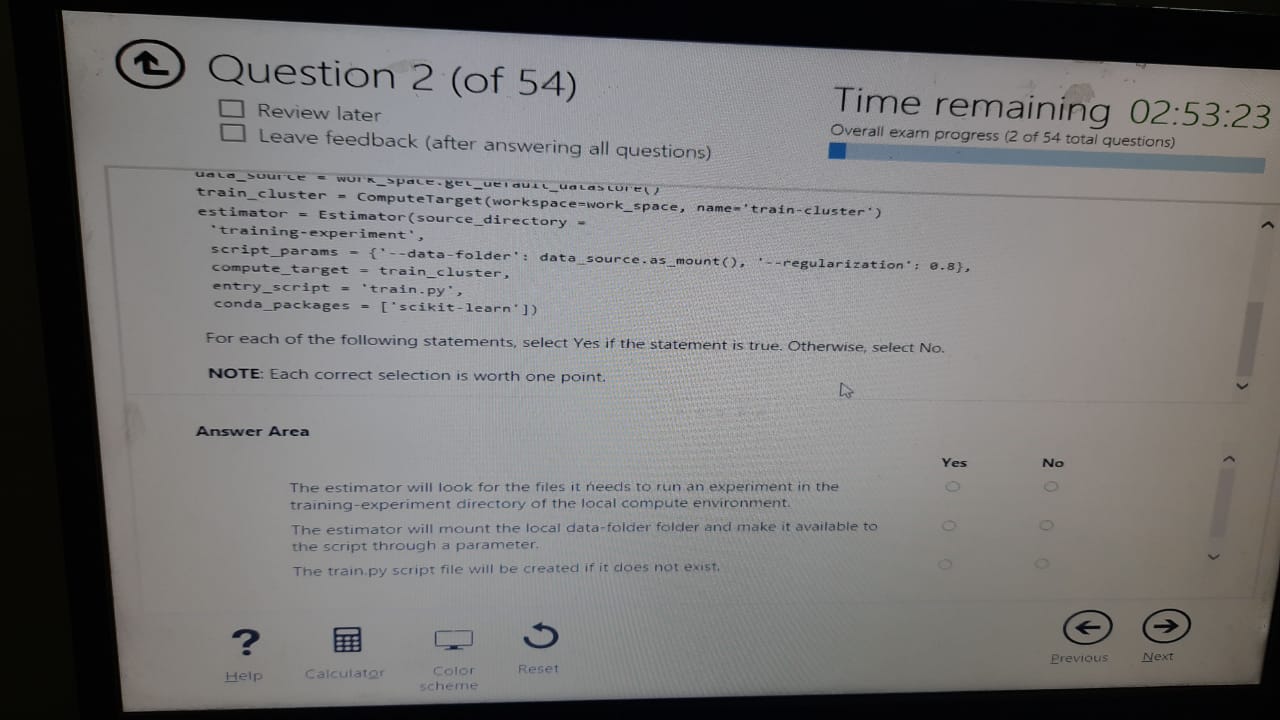 Question 2 (of 54)
Review later
Leave feedback (after answering all questions)
Time remaining 02:53:23
Overall exam progress (2 of 54 total questions)
data_source = work_space.get_default_datastore()
train_cluster = ComputeTarget(workspace=work_space, name='train-cluster')
estimator = Estimator(source_directory =
'training-experiment',
script_params = {'--data-folder': data_source.as_mount(), '--regularization': 0.8},
compute_target = train_cluster,
entry_script = 'train.py',
conda_packages = ['scikit-learn'])
For each of the following statements, select Yes if the statement is true. Otherwise, select No.
NOTE: Each correct selection is worth one point.
Answer Area
Yes No
The estimator will look for the files it needs to run an experiment in the
training-experiment directory of the local compute environment.
The estimator will mount the local data-folder folder and make it available to
the script through a parameter.
The train.py script file will be created if it does not exist.
? Help
Calculator
Color
scheme
Reset
Previous
Next